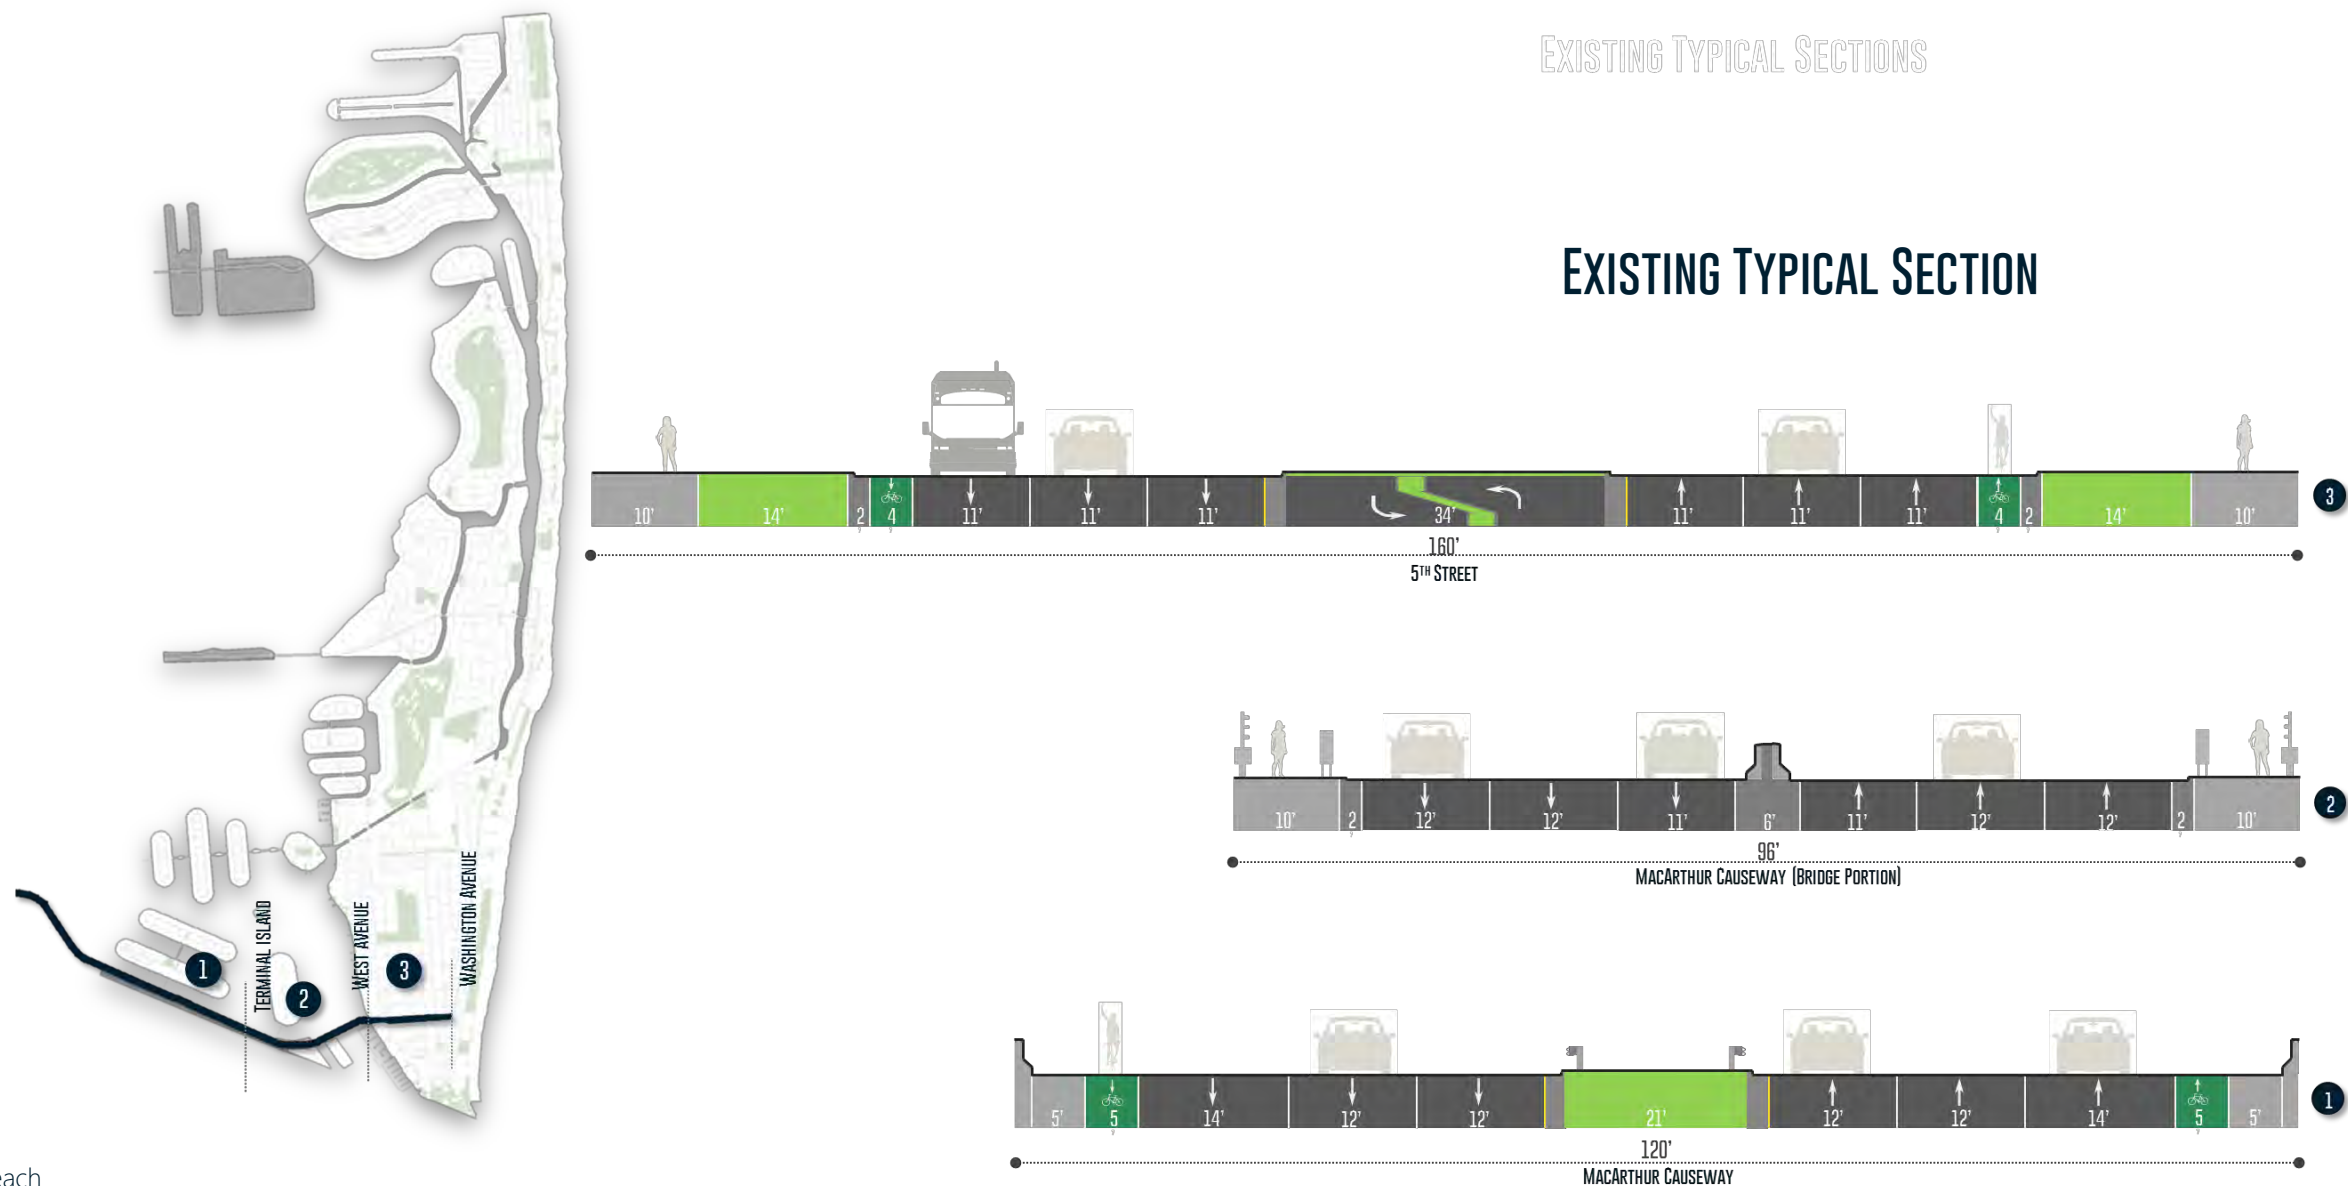 EXISTING TYPICAL SECTIONS
EXISTING TYPICAL SECTION
10' 14' 2' 4' 11' 11' 11' 34' 11' 11' 11' 4' 2' 14' 10'
3
160'
5TH STREET
10' 2' 12' 12' 11' 6' 11' 12' 12' 2' 10'
2
96'
MACARTHUR CAUSEWAY (BRIDGE PORTION)
5' 5' 14' 12' 12' 21' 12' 12' 14' 5' 5'
1
120'
MACARTHUR CAUSEWAY
1
TERMINAL ISLAND
2
WEST AVENUE
3
WASHINGTON AVENUE
each